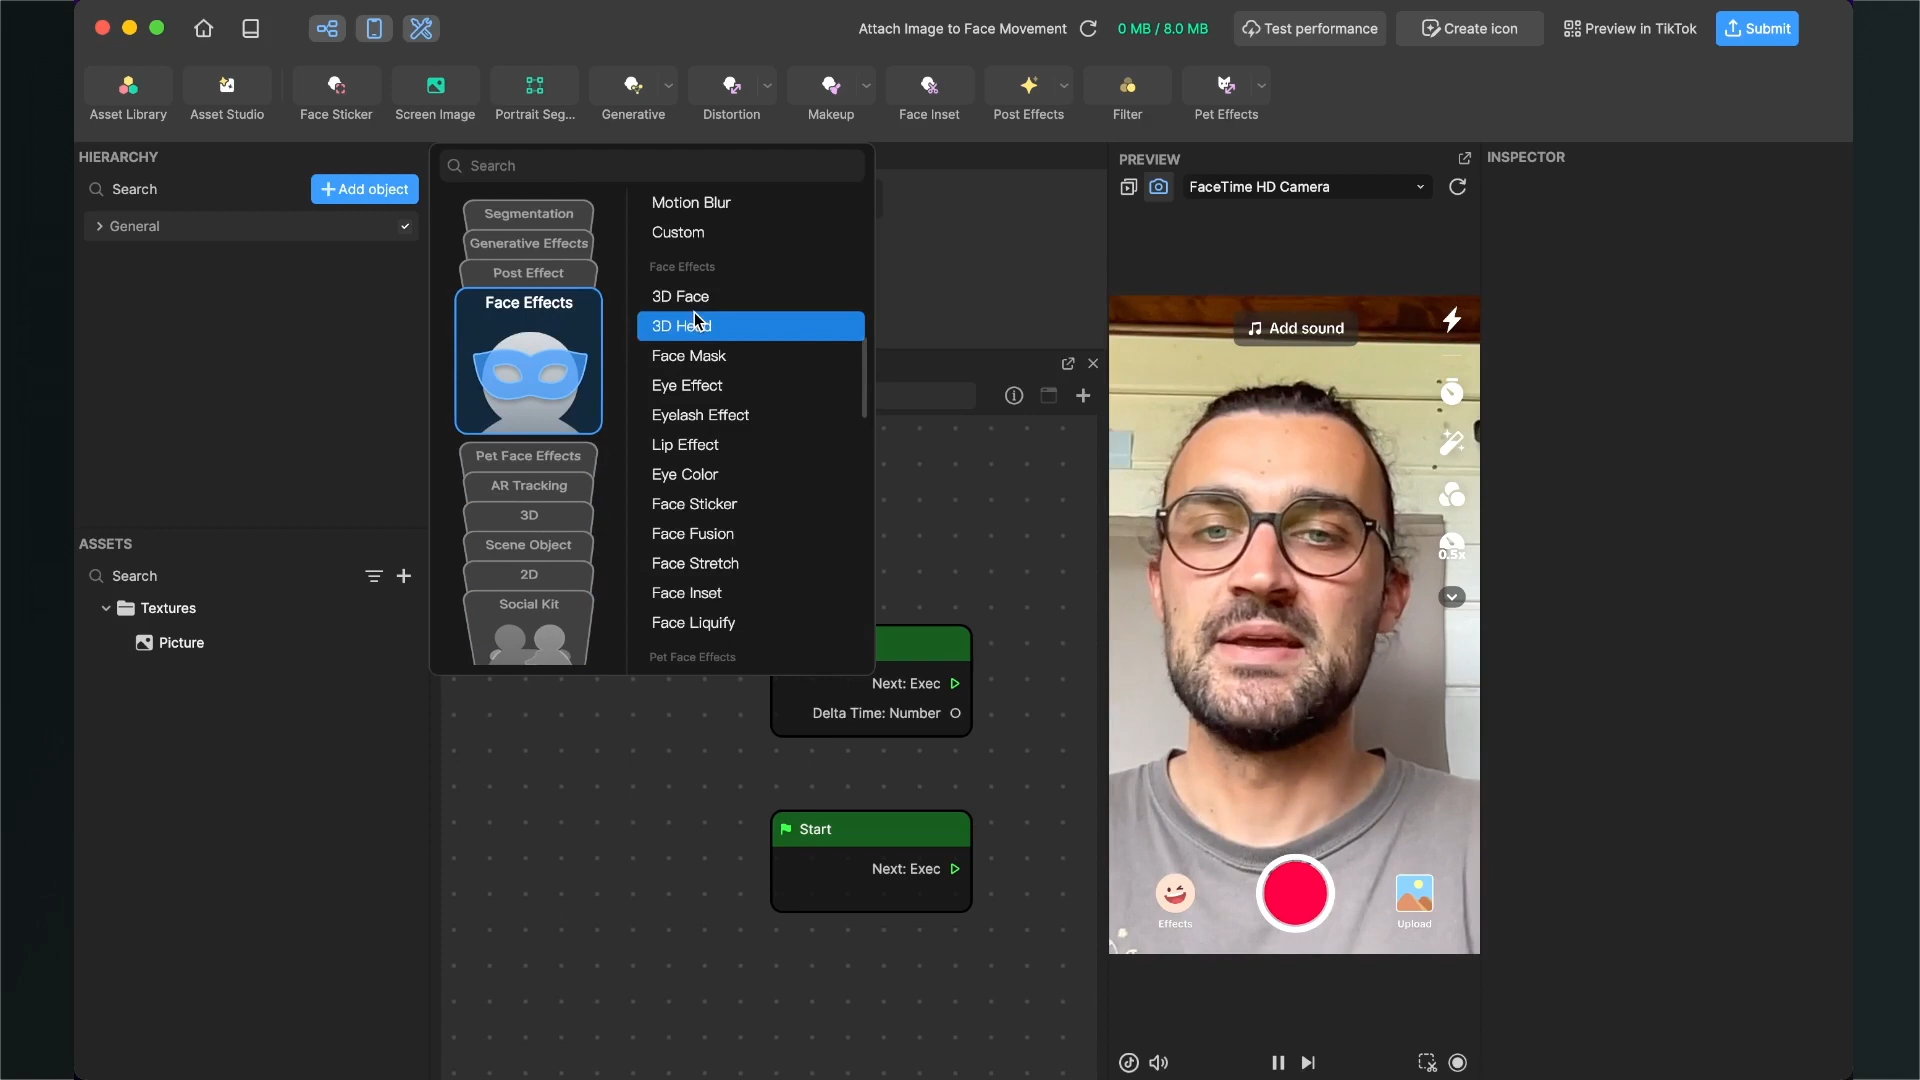 Attach Image to Face Movement
0 MB / 8.0 MB
Test performance
Create icon
Preview in TikTok
Submit
Asset Library
Asset Studio
Face Sticker
Screen Image
Portrait Seg...
Generative
Distortion
Makeup
Face Inset
Post Effects
Filter
Pet Effects
HIERARCHY
Search
Add object
General
ASSETS
Search
Textures
Picture
Search
Segmentation
Generative Effects
Post Effect
Face Effects
Pet Face Effects
AR Tracking
3D
Scene Object
2D
Social Kit
Motion Blur
Custom
Face Effects
3D Face
3D Head
Face Mask
Eye Effect
Eyelash Effect
Lip Effect
Eye Color
Face Sticker
Face Fusion
Face Stretch
Face Inset
Face Liquify
Pet Face Effects
Next: Exec
Delta Time: Number
Start
Next: Exec
PREVIEW
FaceTime HD Camera
Add sound
0.5x
Effects
Upload
INSPECTOR